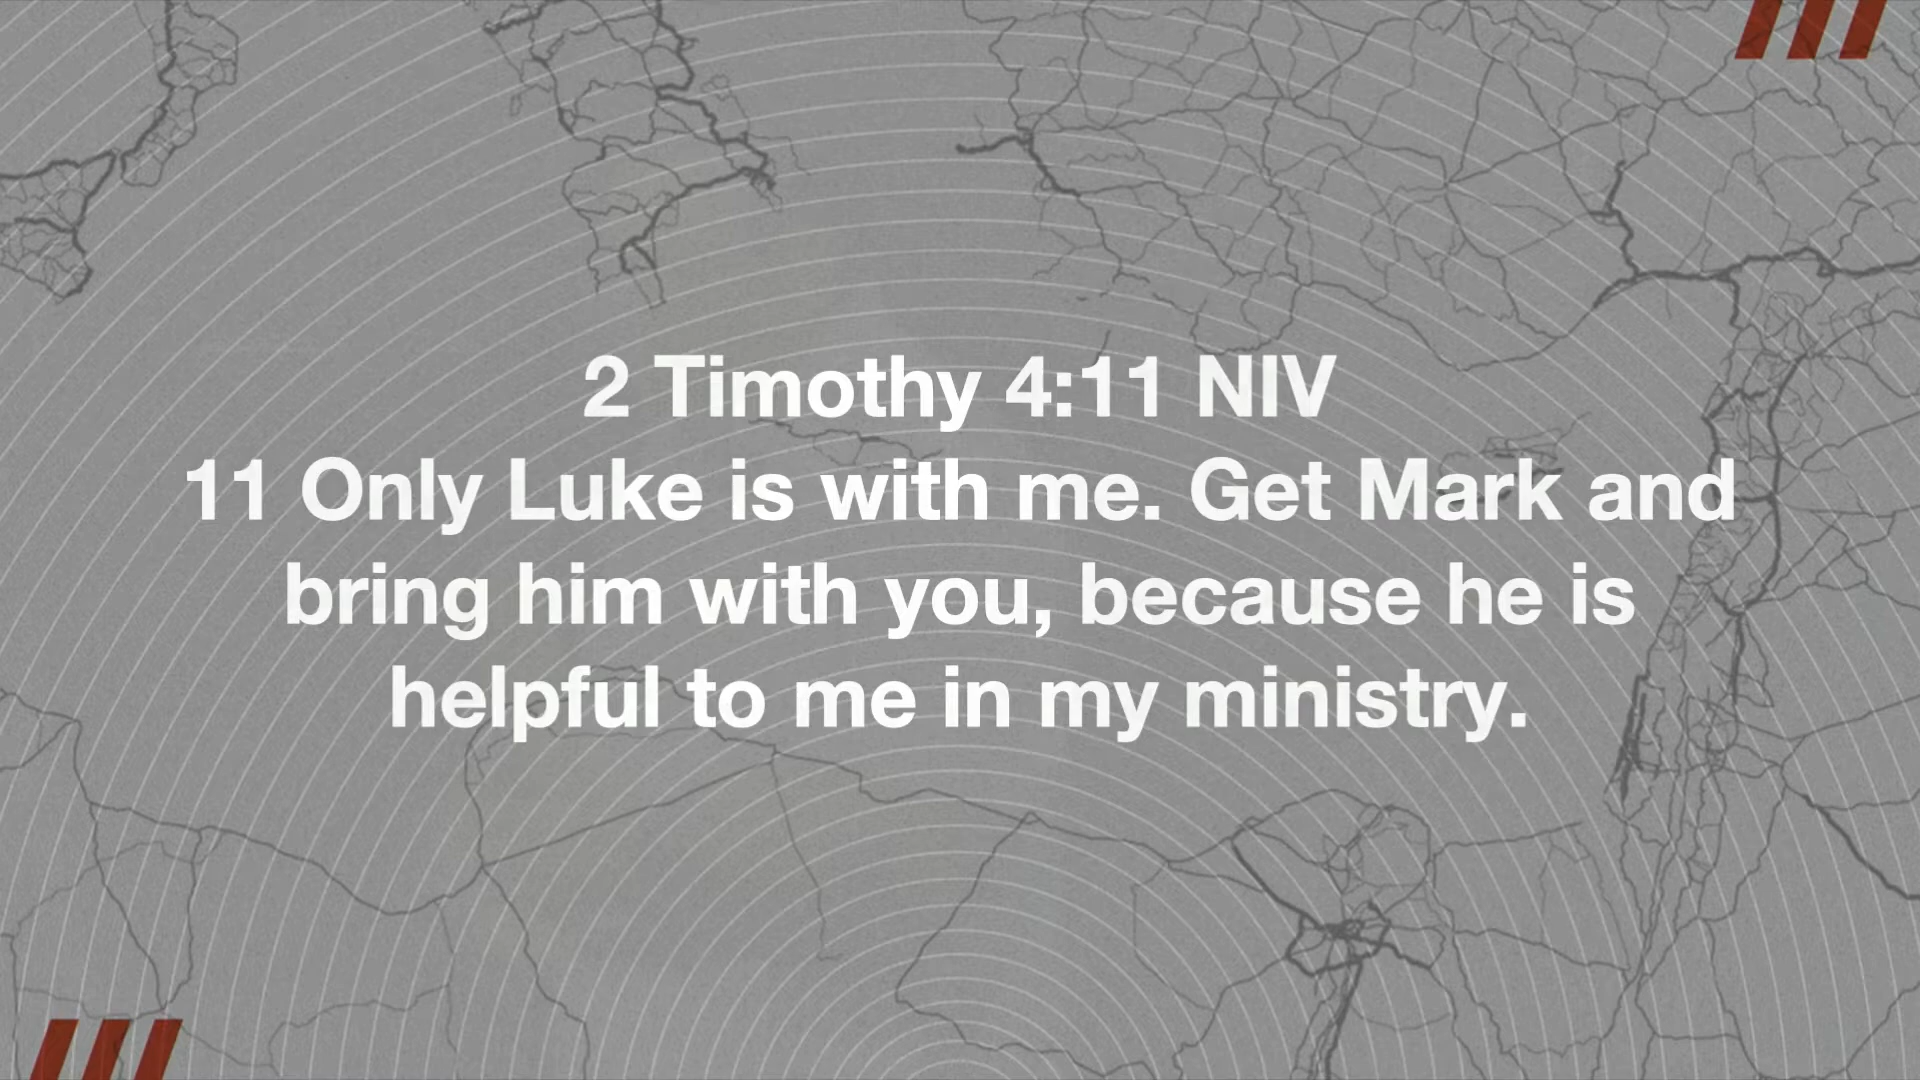 2 Timothy 4:11 NIV
11 Only Luke is with me. Get Mark and
bring him with you, because he is
helpful to me in my ministry.